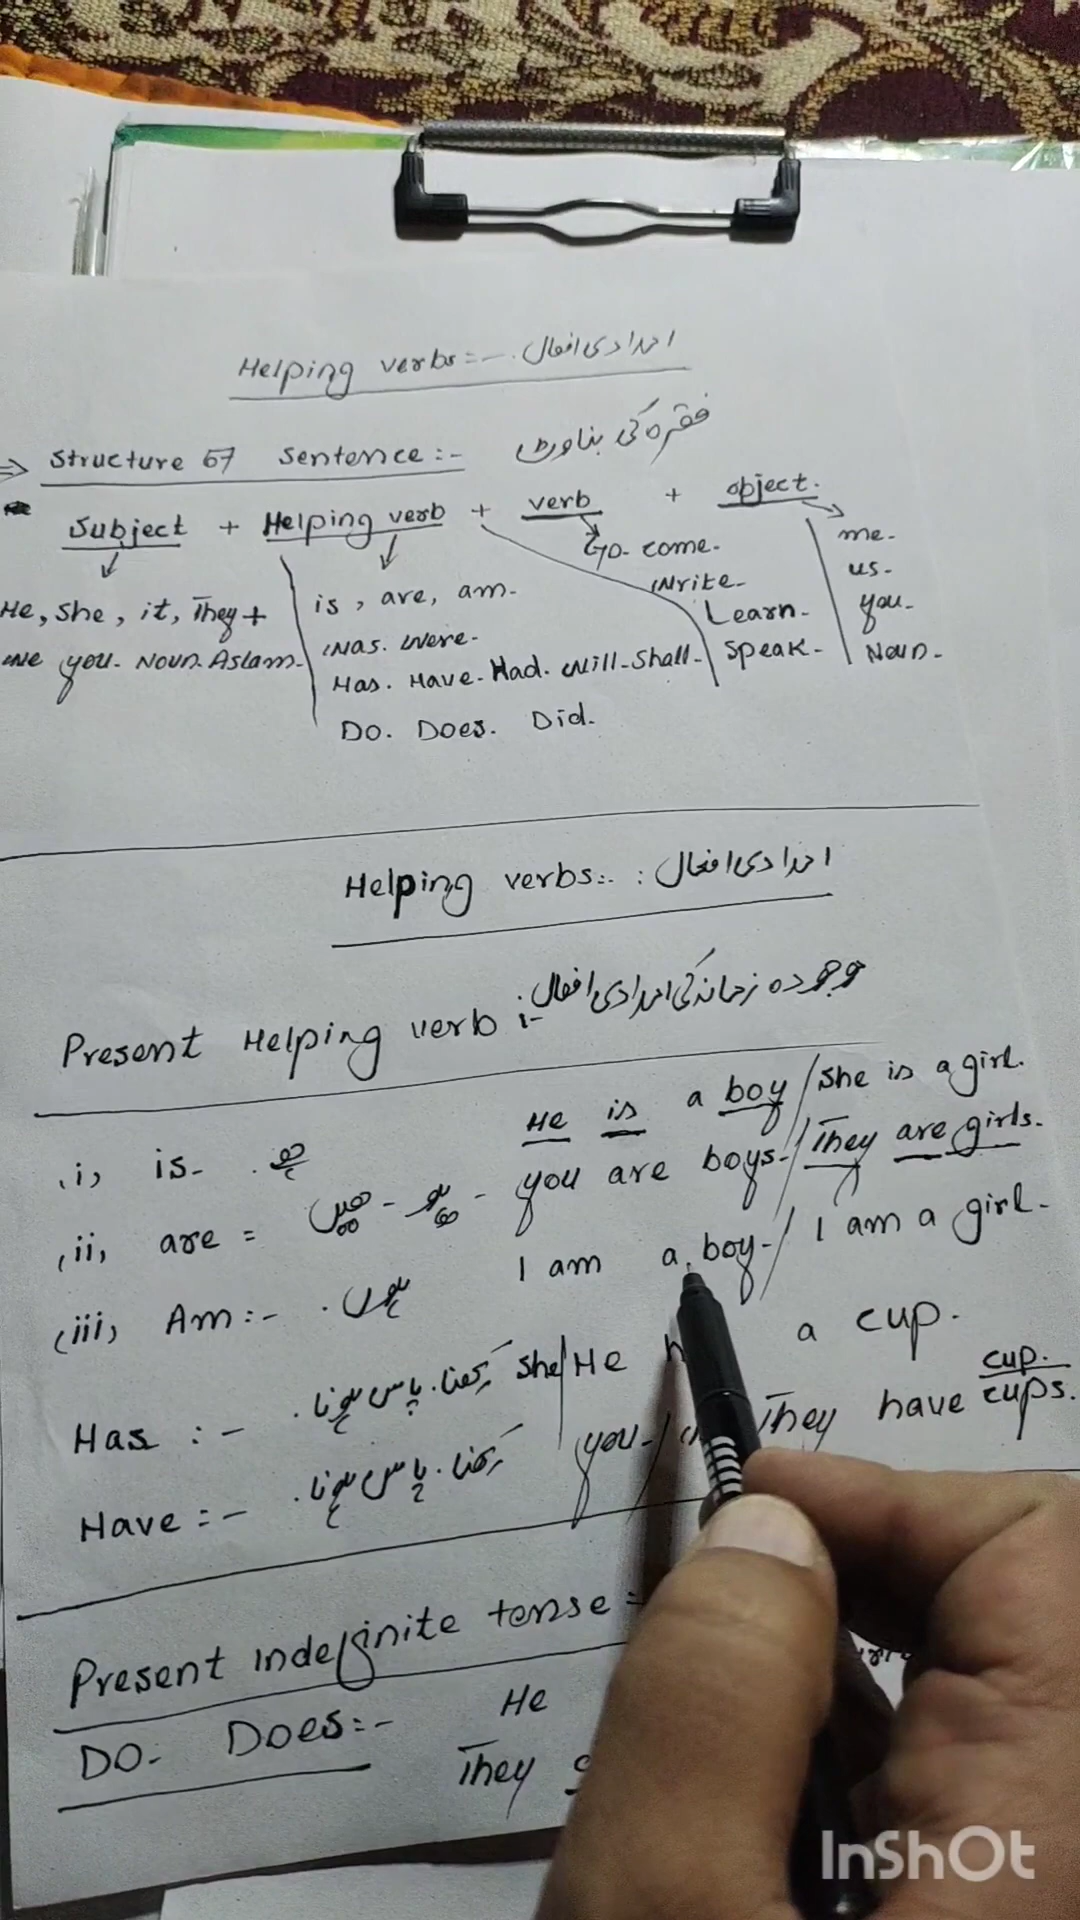 Helping verbs:- امدادی افعال
⇒ Structure of Sentence:- فقرہ کی بناوٹ
Subject + Helping verb + verb + object.
He, She, it, They + is, are, am. Go. come. me.
we you. Noun. Aslam. was. were. write. us.
Has. Have. Had. Will. Shall. Learn. you.
Do. Does. Did. Speak. Noun.
Helping verbs:- امدادی افعال
Present Helping verb :- موجودہ زمانہ کی امدادی افعال
(i) is - ہے He is a boy / she is a girl.
(ii) are = ہیں - ہو - you are boys - / They are girls.
(iii) Am :- ہوں. I am a boy - / I am a girl.
Has :- رکھنا. پاس ہونا. She / He a cup.
Have :- رکھنا. پاس ہونا. you / They have cup. cups.
Present indefinite tense =
DO. DOES :- He
They
InShOt